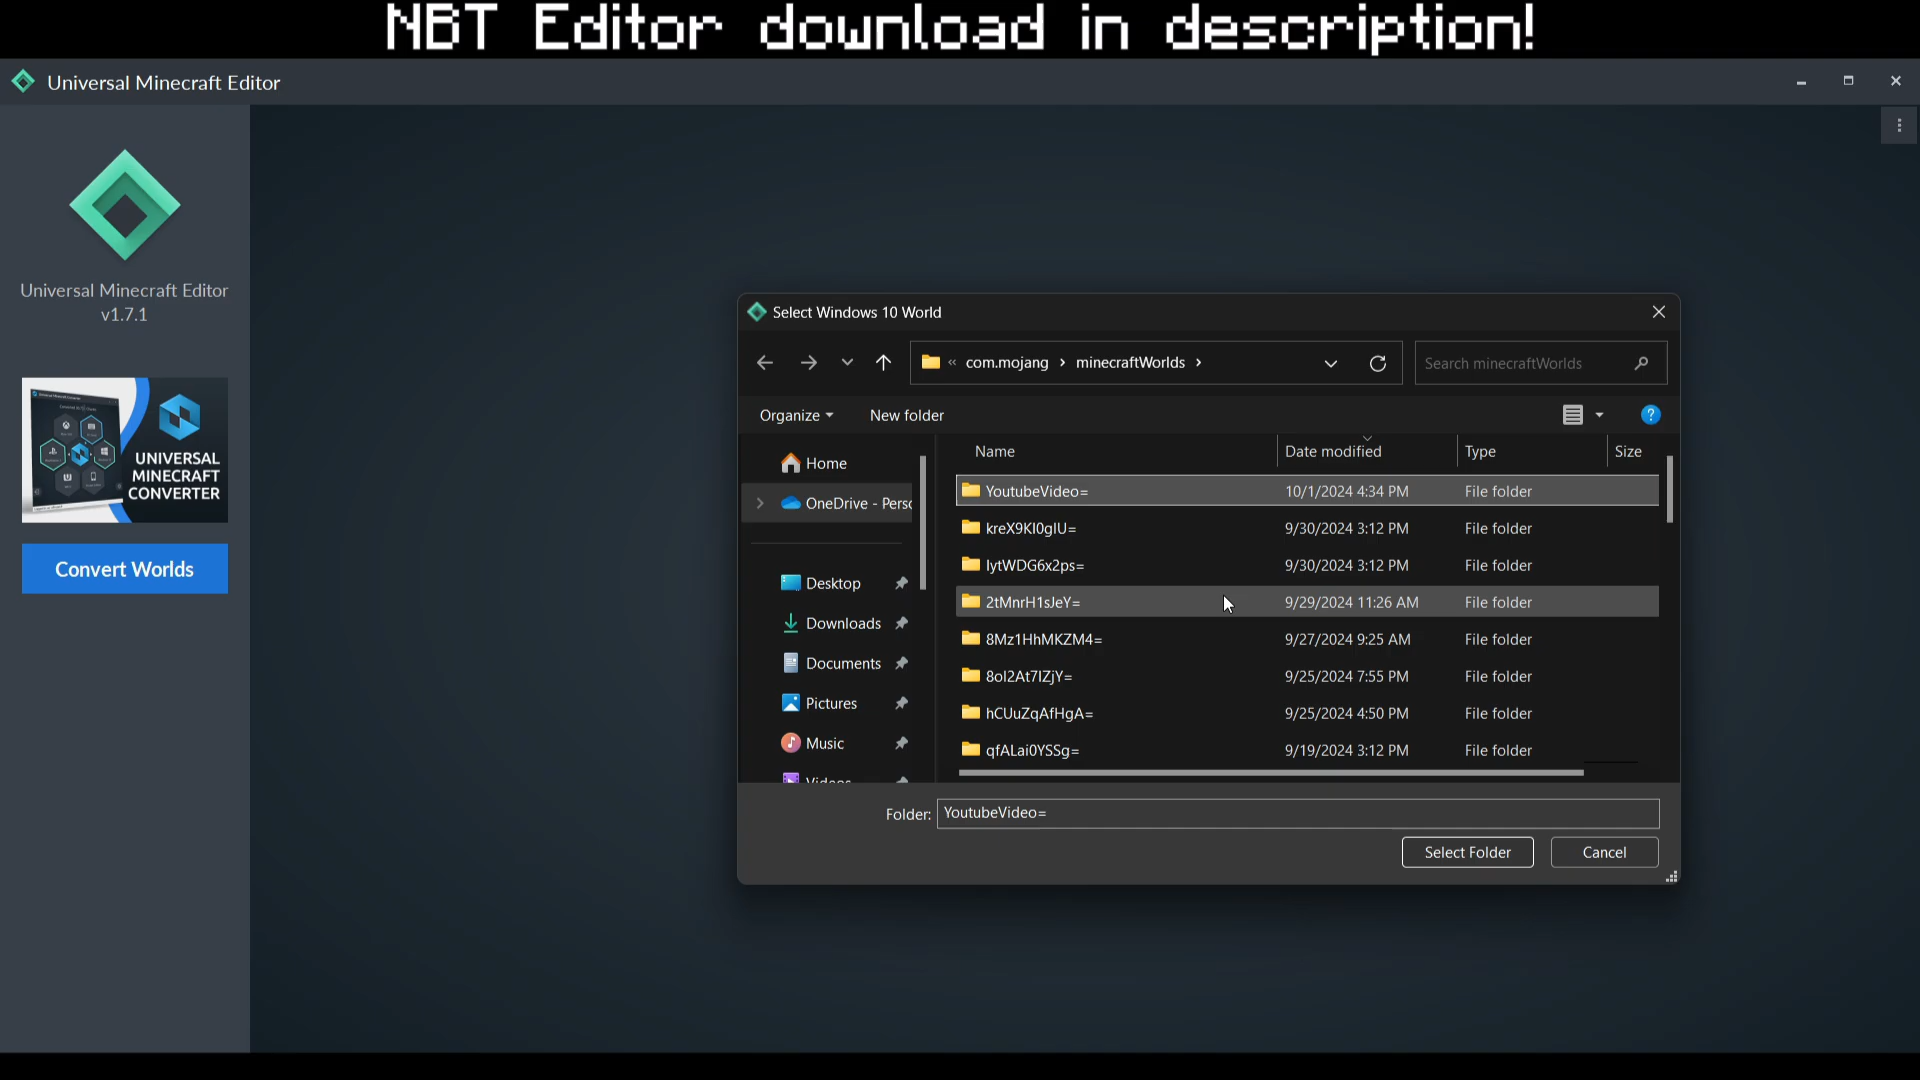 NBT Editor download in description!
Universal Minecraft Editor
Universal Minecraft Editor
v1.7.1
UNIVERSAL
MINECRAFT
CONVERTER
Convert Worlds
Select Windows 10 World
« com.mojang › minecraftWorlds ›
Search minecraftWorlds
Organize
New folder
Name Date modified Type Size
Home
OneDrive - Perso
Desktop
Downloads
Documents
Pictures
Music
Videos
YoutubeVideo= 10/1/2024 4:34 PM File folder
kreX9KI0glU= 9/30/2024 3:12 PM File folder
lytWDG6x2ps= 9/30/2024 3:12 PM File folder
2tMnrH1sJeY= 9/29/2024 11:26 AM File folder
8Mz1HhMKZM4= 9/27/2024 9:25 AM File folder
8ol2At7IZjY= 9/25/2024 7:55 PM File folder
hCUuZqAfHgA= 9/25/2024 4:50 PM File folder
qfALai0YSSg= 9/19/2024 3:12 PM File folder
Folder: YoutubeVideo=
Select Folder
Cancel